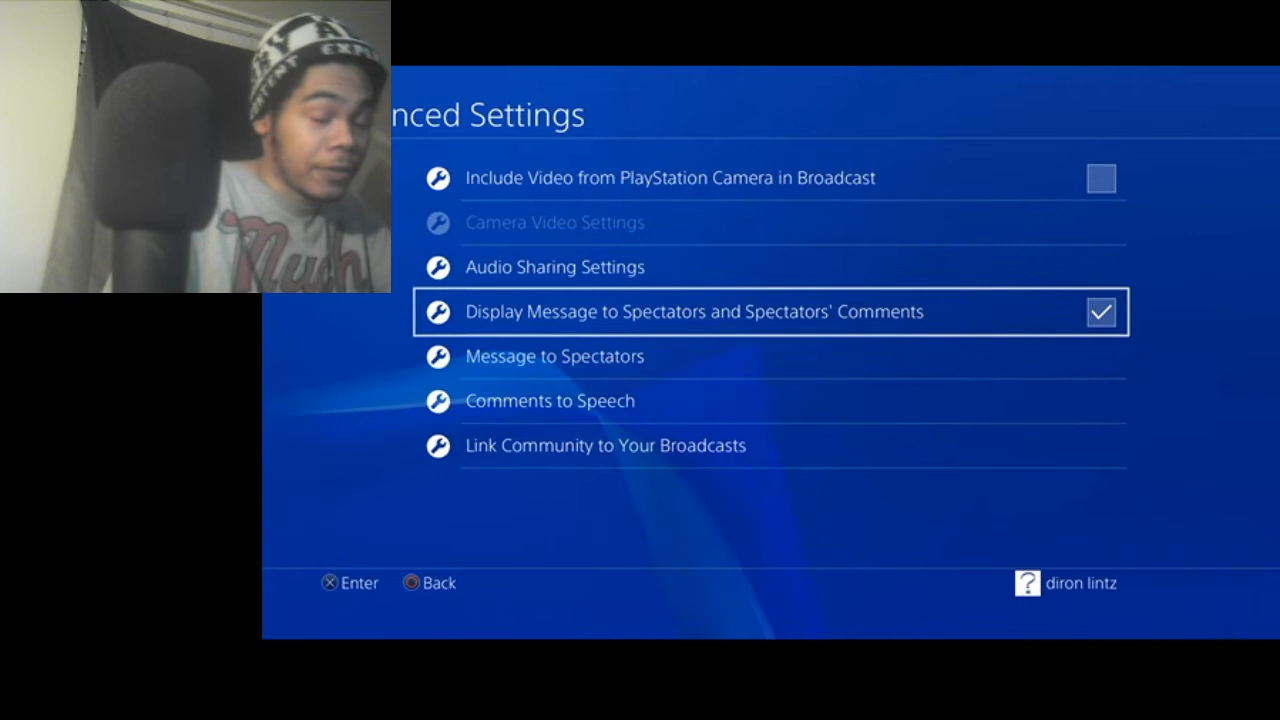 nced Settings
Include Video from PlayStation Camera in Broadcast
Camera Video Settings
Audio Sharing Settings
Display Message to Spectators and Spectators' Comments
Message to Spectators
Comments to Speech
Link Community to Your Broadcasts
Enter
Back
? diron lintz